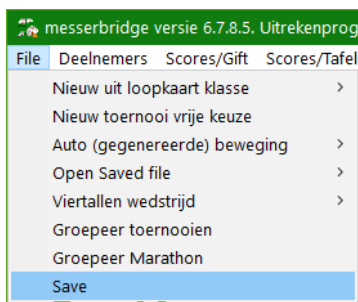 messerbridge versie 6.7.8.5. Uitrekenprog
File Deelnemers Scores/Gift Scores/Tafel
Nieuw uit loopkaart klasse >
Nieuw toernooi vrije keuze
Auto (gegenereerde) beweging >
Open Saved file >
Viertallen wedstrijd >
Groepeer toernooien
Groepeer Marathon
Save